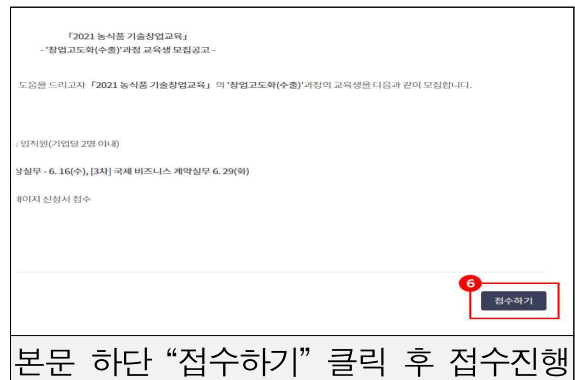 「2021 농식품 기술창업교육」
- '창업고도화(수출)'과정 교육생 모집공고 -
도움을 드리고자 「2021 농식품 기술창업교육」의 '창업고도화(수출)'과정의 교육생을 다음과 같이 모집합니다.
임직원(기업당 2명 이내)
상실무 - 6. 16(수), [3차] 국제 비즈니스 계약실무 6. 29(화)
페이지 신청서 접수
6
접수하기
본문 하단 “접수하기” 클릭 후 접수진행